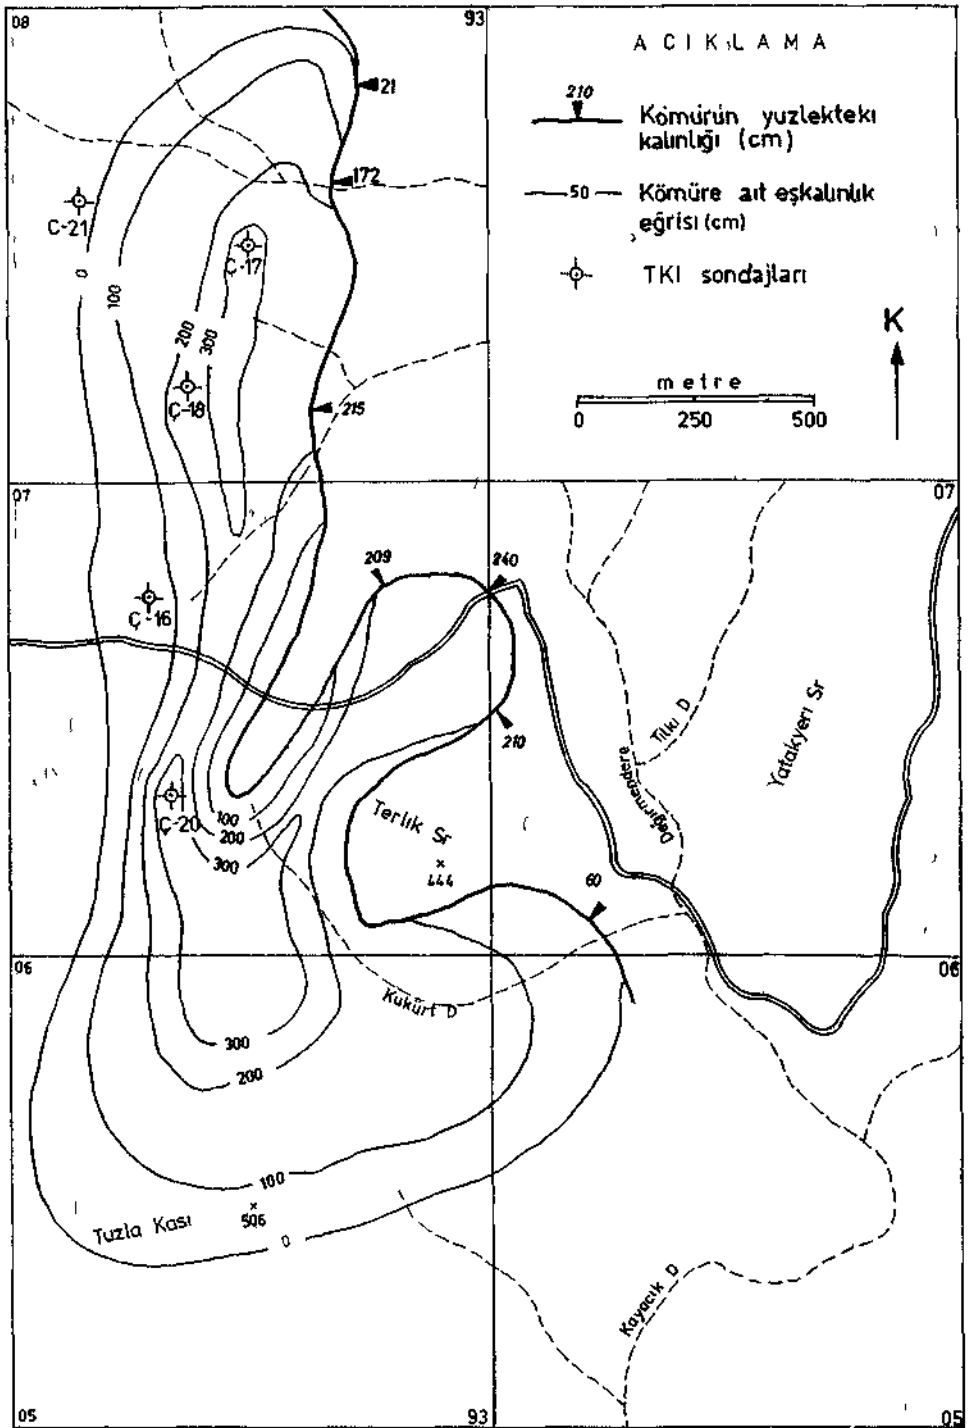 08
93
A C I K L A M A
210
Kömürün yuzlektekı
kalınlığı (cm)
50
Kömüre aıt eşkalınlık
eğrisi (cm)
TKI sondajları
K
metre
0
250
500
21
172
C-21
Ç-17
0
100
200
300
Ç-18
215
07
07
209
240
Ç-16
210
Tilki D
Değirmendere
Yatakyeri Sr
Terlik Sr
444
Ç-20
100
200
300
60
06
06
Kukürt D
300
200
100
Tuzla Kası
506
0
Kayacık D
05
93
05